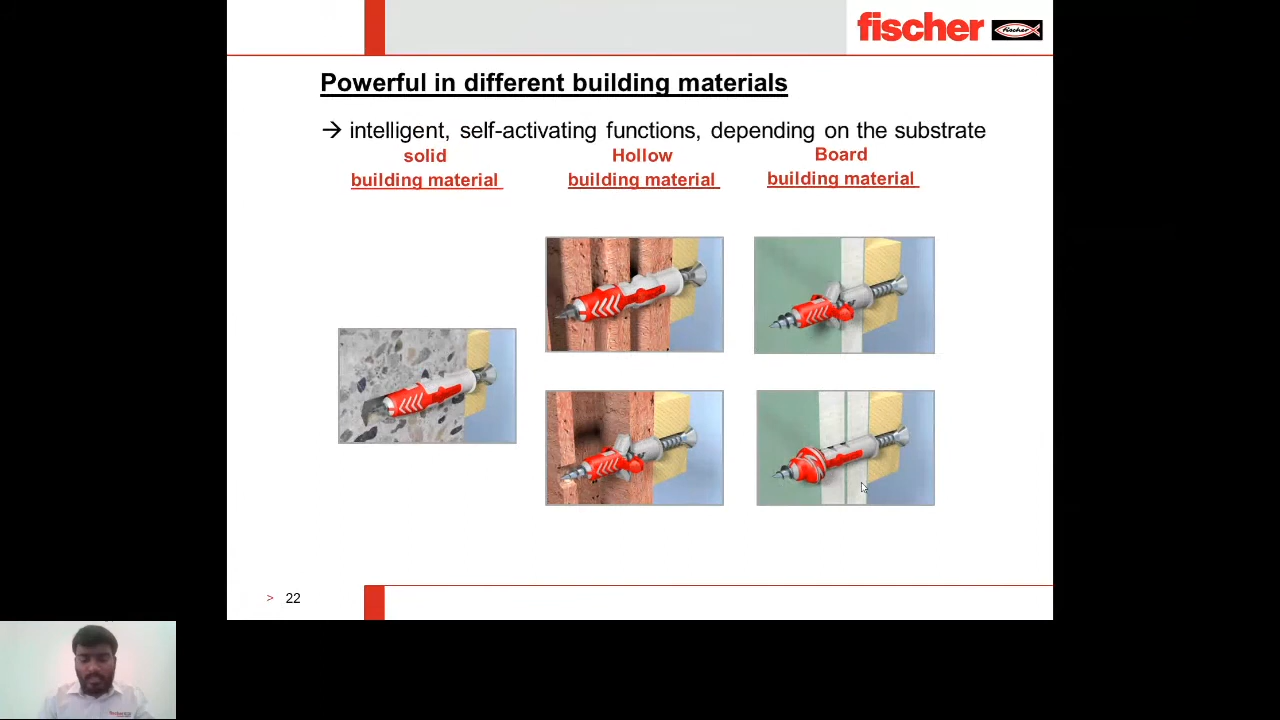 fischer
fischer
Powerful in different building materials
→ intelligent, self-activating functions, depending on the substrate
solid
building material
Hollow
building material
Board
building material
> 22